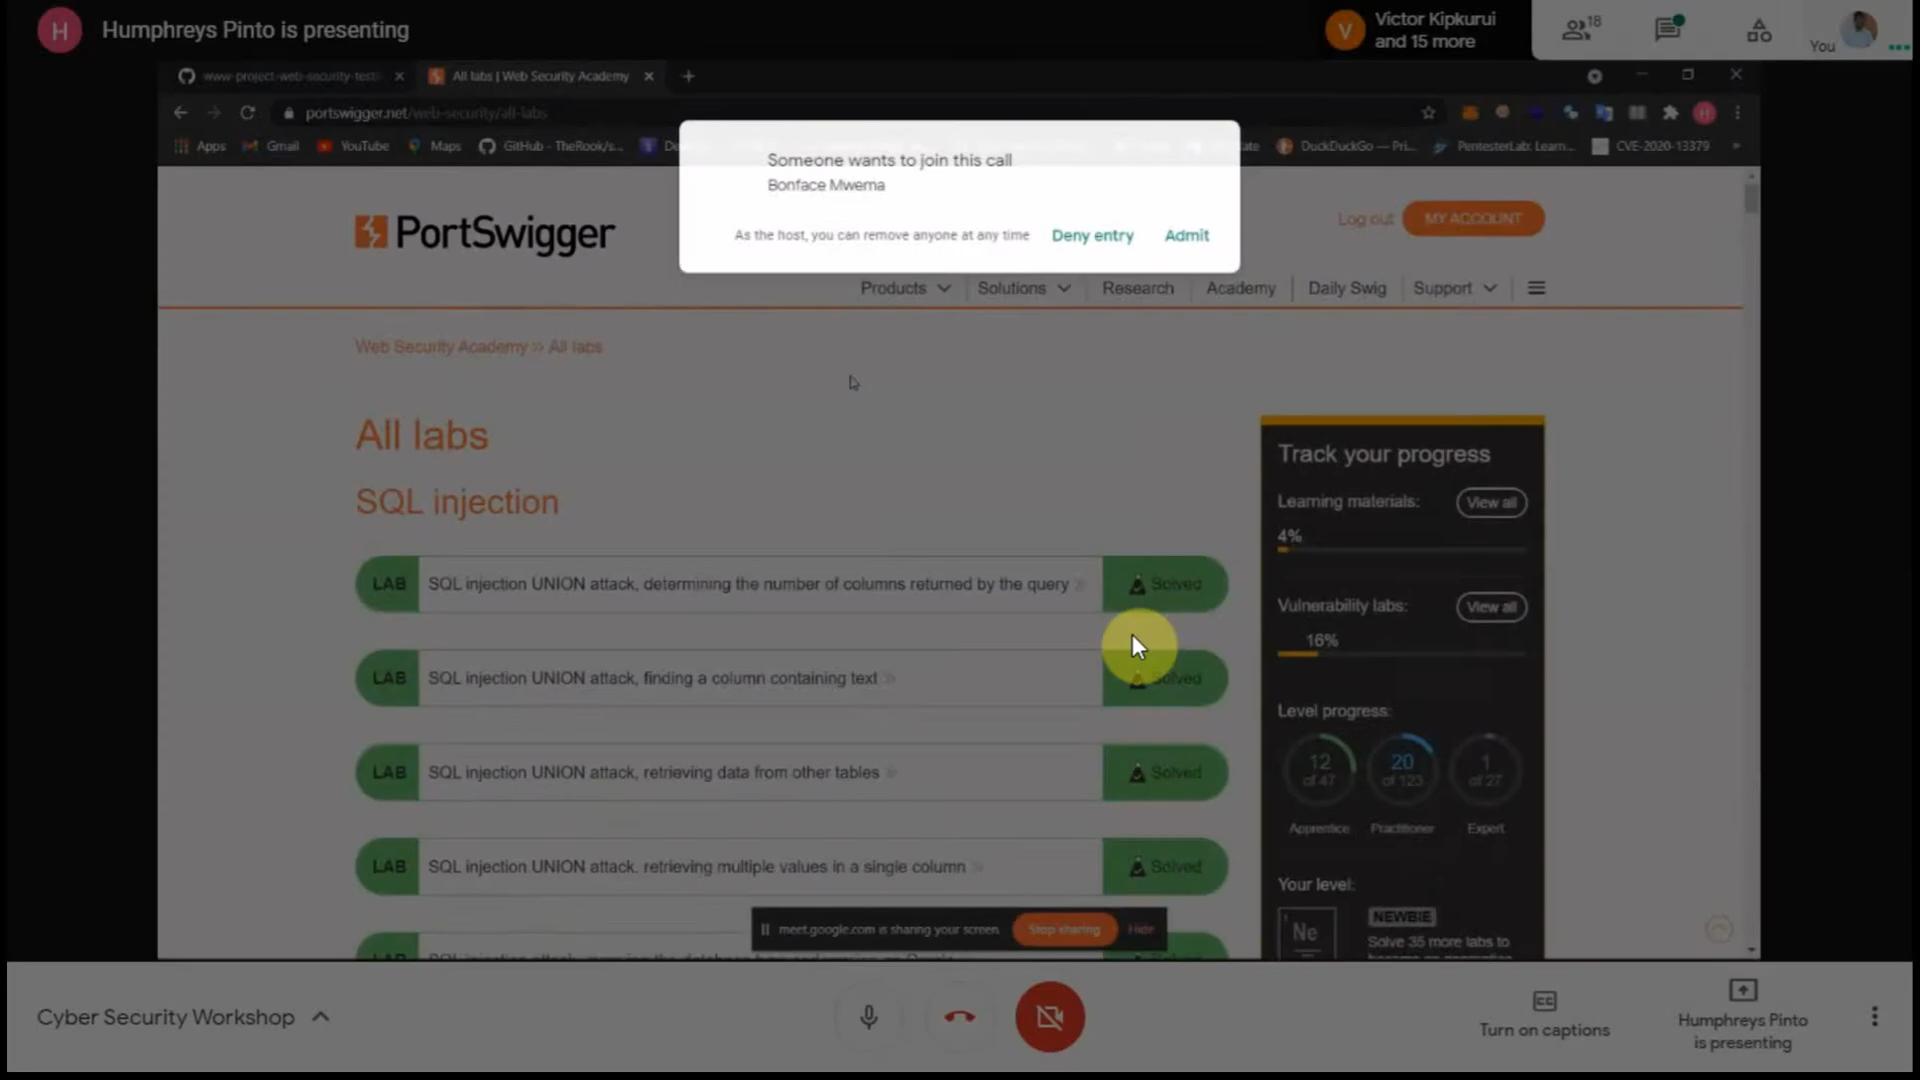 H
Humphreys Pinto is presenting
V
Victor Kipkurui
and 15 more
18
You
All labs | Web Security Academy
portswigger.net/web-security/all-labs
Apps
Gmail
YouTube
Maps
GitHub - TheRook/s...
DuckDuckGo — Pri...
PentesterLab: Learn...
CVE-2020-13379
Someone wants to join this call
Bonface Mwema
As the host, you can remove anyone at any time
Deny entry
Admit
PortSwigger
Log out
MY ACCOUNT
Products
Solutions
Research
Academy
Daily Swig
Support
Web Security Academy » All labs
All labs
SQL injection
LAB
SQL injection UNION attack, determining the number of columns returned by the query
Solved
LAB
SQL injection UNION attack, finding a column containing text
Solved
LAB
SQL injection UNION attack, retrieving data from other tables
Solved
LAB
SQL injection UNION attack, retrieving multiple values in a single column
Solved
Track your progress
Learning materials:
View all
4%
Vulnerability labs:
View all
16%
Level progress:
12
of 47
20
of 123
1
of 27
Apprentice
Practitioner
Expert
Your level:
Ne
NEWBIE
Solve 35 more labs to
meet.google.com is sharing your screen.
Stop sharing
Hide
Cyber Security Workshop
Turn on captions
Humphreys Pinto
is presenting